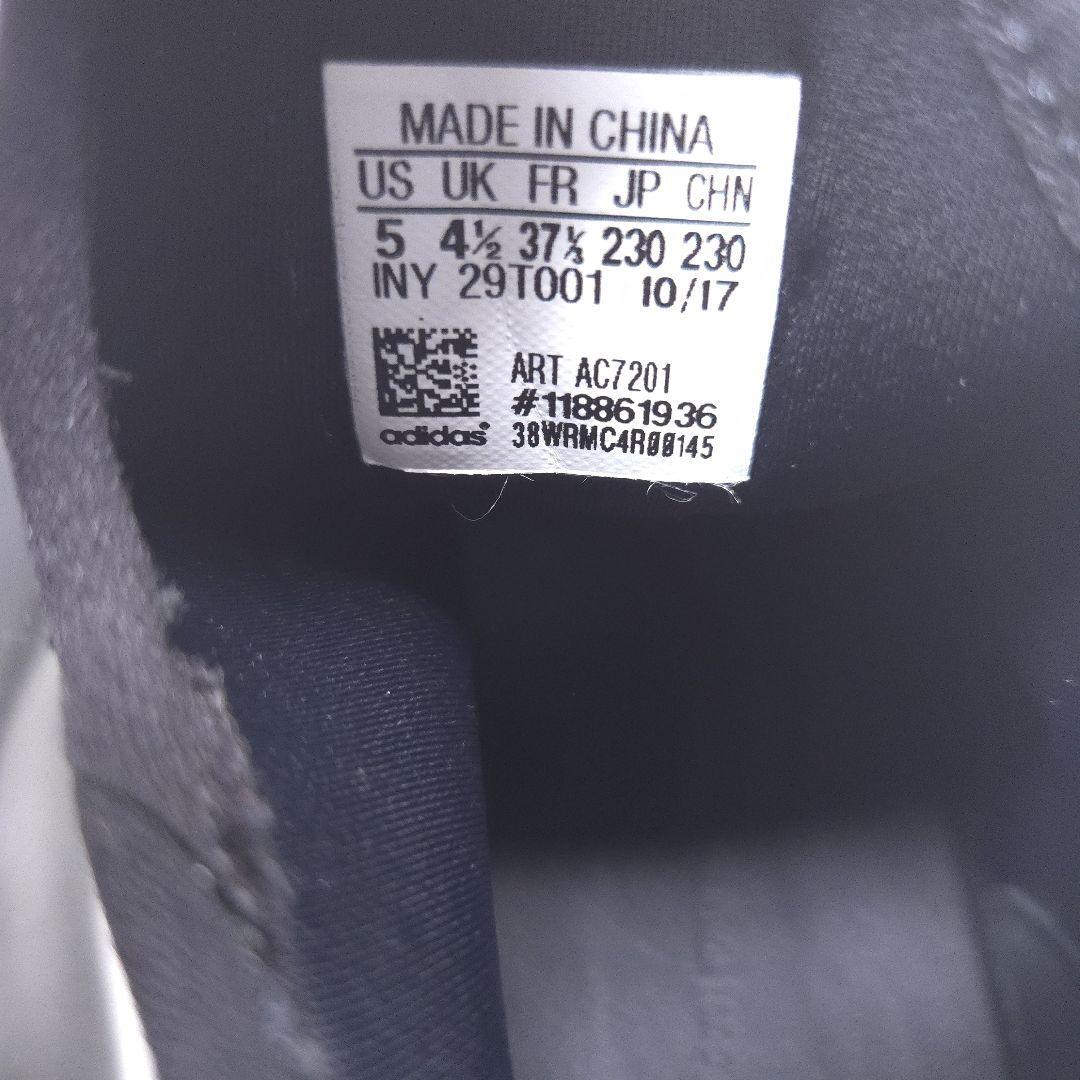 MADE IN CHINA
US UK FR JP CHN
5 4½ 37⅓ 230 230
INY 29T001 10/17
ART AC7201
#118861936
adidas 38WRMC4R00145